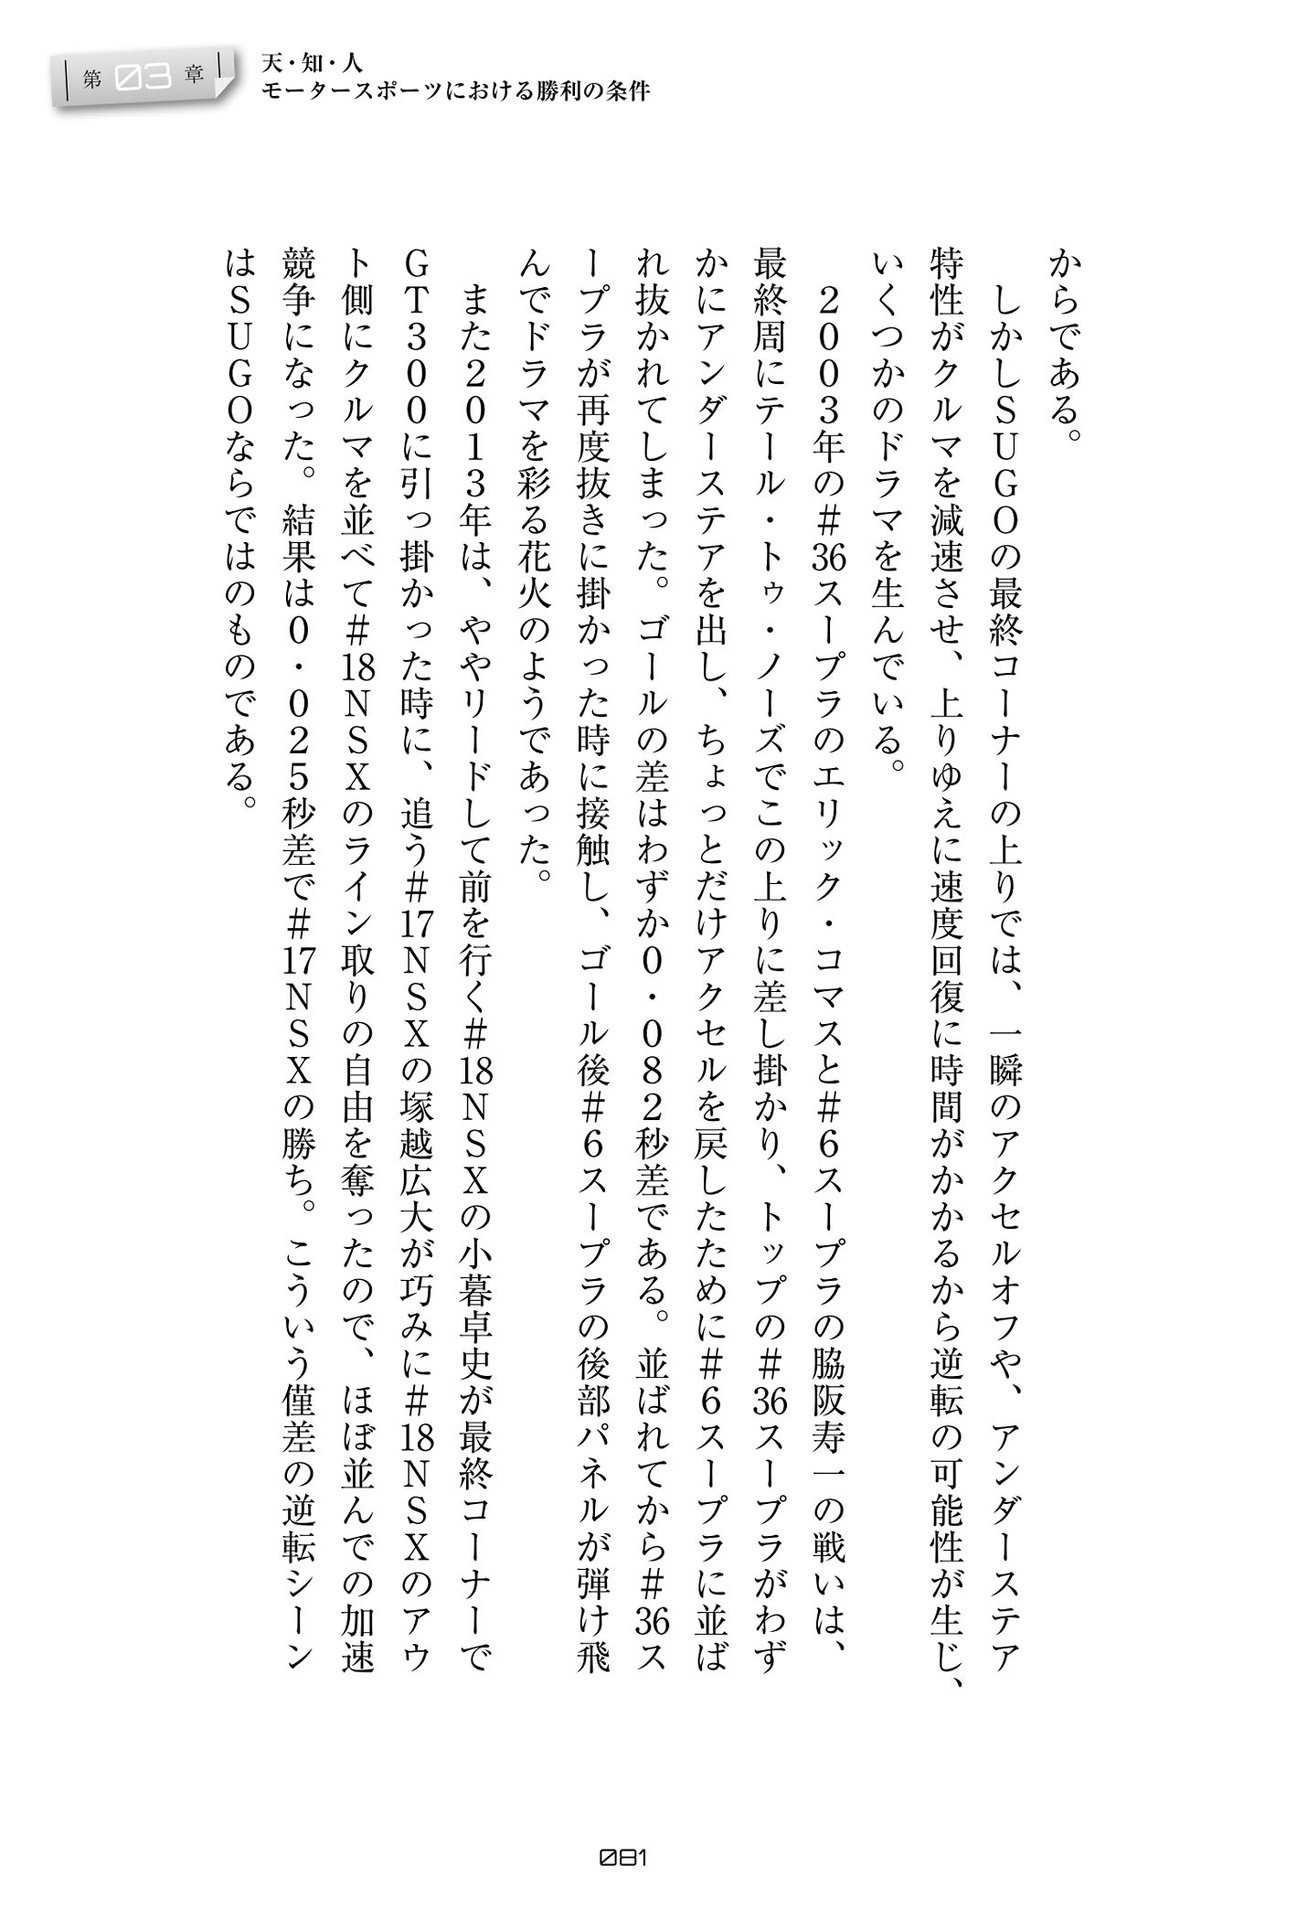 第03章
天・知・人
モータースポーツにおける勝利の条件
からである。
しかしＳＵＧＯの最終コーナーの上りでは、一瞬のアクセルオフや、アンダーステア
特性がクルマを減速させ、上りゆえに速度回復に時間がかかるから逆転の可能性が生じ、
いくつかのドラマを生んでいる。
２００３年の＃36スープラのエリック・コマスと＃６スープラの脇阪寿一の戦いは、
最終周にテール・トゥ・ノーズでこの上りに差し掛かり、トップの＃36スープラがわず
かにアンダーステアを出し、ちょっとだけアクセルを戻したために＃６スープラに並ば
れ抜かれてしまった。ゴールの差はわずか０・０８２秒差である。並ばれてから＃36ス
ープラが再度抜きに掛かった時に接触し、ゴール後＃６スープラの後部パネルが弾け飛
んでドラマを彩る花火のようであった。
また２０１３年は、ややリードして前を行く＃18ＮＳＸの小暮卓史が最終コーナーで
ＧＴ３００に引っ掛かった時に、追う＃17ＮＳＸの塚越広大が巧みに＃18ＮＳＸのアウ
ト側にクルマを並べて＃18ＮＳＸのライン取りの自由を奪ったので、ほぼ並んでの加速
競争になった。結果は０・０２５秒差で＃17ＮＳＸの勝ち。こういう僅差の逆転シーン
はＳＵＧＯならではのものである。
081